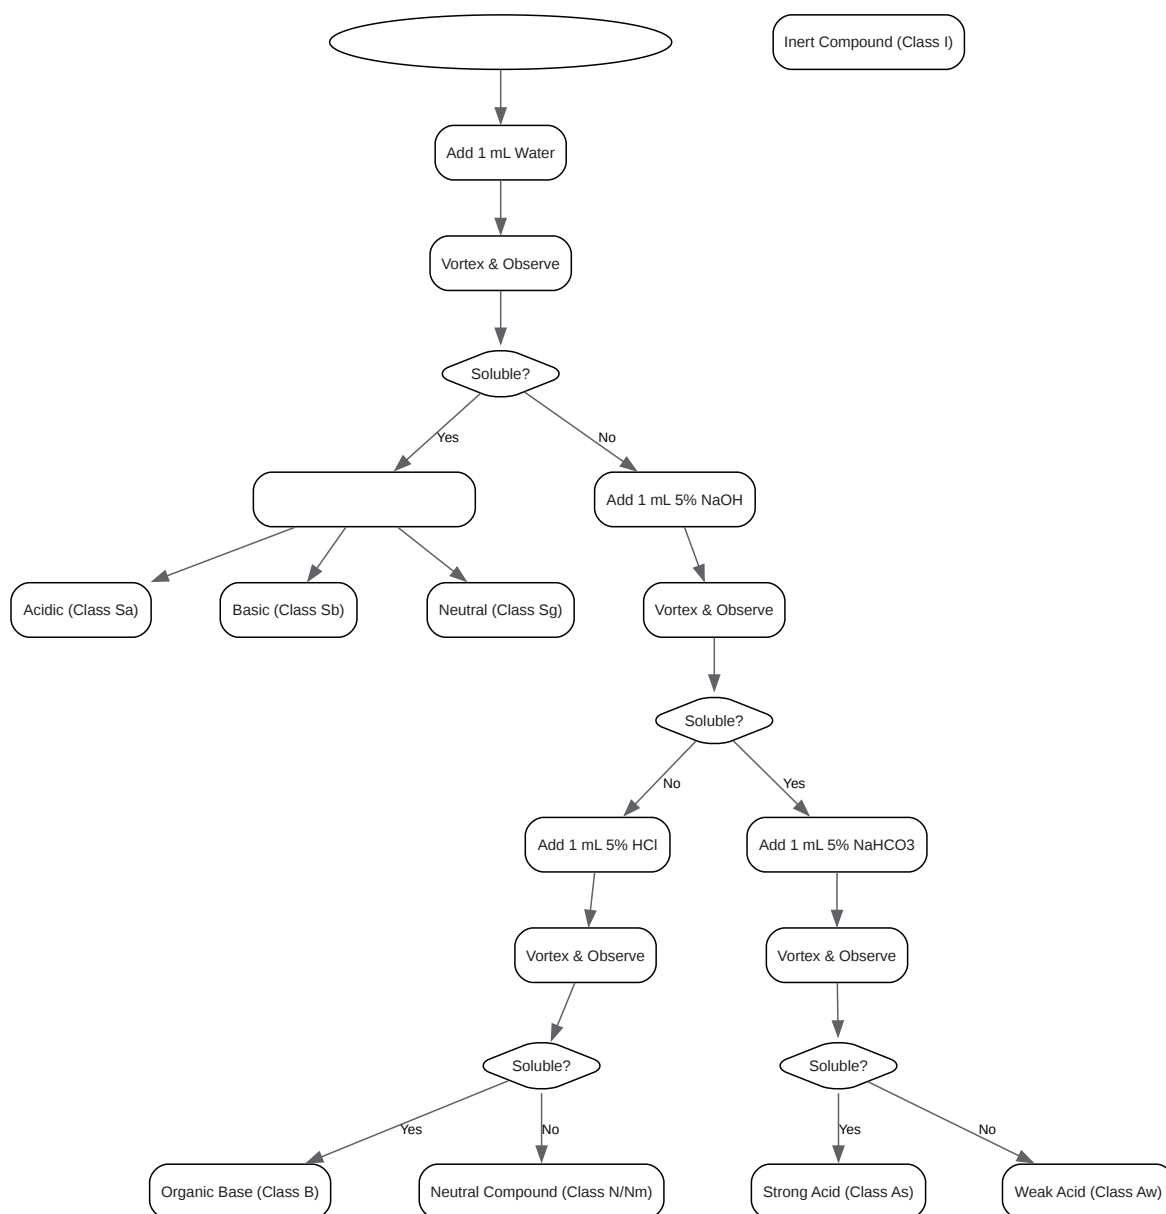 Inert Compound (Class I)
Add 1 mL Water
Vortex & Observe
Soluble?
Yes
No
Add 1 mL 5% NaOH
Acidic (Class Sa)
Basic (Class Sb)
Neutral (Class Sg)
Vortex & Observe
Soluble?
No
Yes
Add 1 mL 5% HCl
Add 1 mL 5% NaHCO3
Vortex & Observe
Vortex & Observe
Soluble?
Soluble?
Yes
No
Yes
No
Organic Base (Class B)
Neutral Compound (Class N/Nm)
Strong Acid (Class As)
Weak Acid (Class Aw)